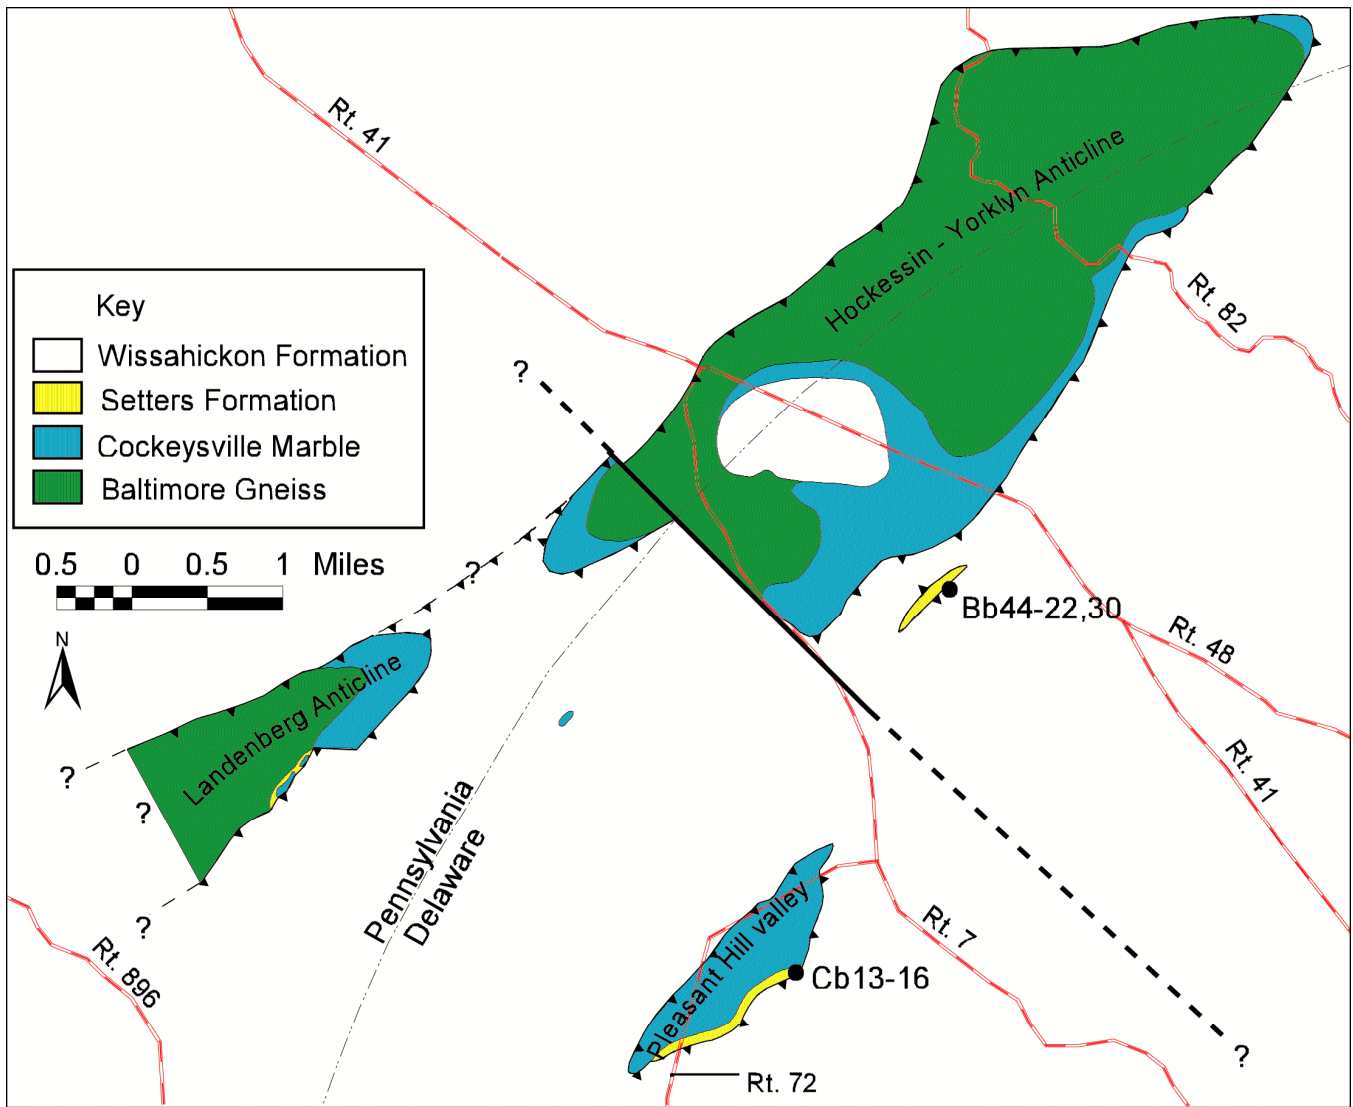 Rt. 41
Hockessin - Yorklyn Anticline
Rt. 82
Key
Wissahickon Formation
Setters Formation
Cockeysville Marble
Baltimore Gneiss
?
0.5 0 0.5 1 Miles
?
N
Bb44-22,30
Rt. 48
Landenberg Anticline
?
?
Rt. 41
Pennsylvania
Delaware
?
Rt. 896
Pleasant Hill valley
Cb13-16
Rt. 7
?
Rt. 72